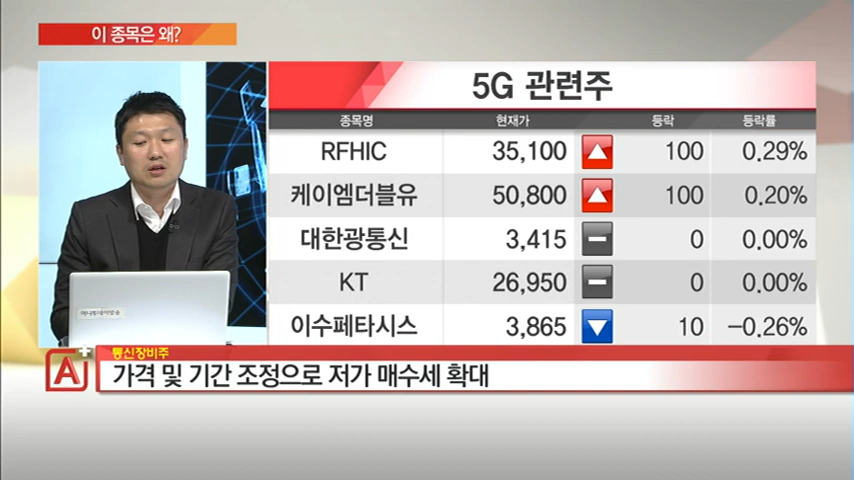 이 종목은 왜?
5G 관련주
종목명 현재가 등락 등락률
RFHIC 35,100 100 0.29%
케이엠더블유 50,800 100 0.20%
대한광통신 3,415 0 0.00%
KT 26,950 0 0.00%
이수페타시스 3,865 10 -0.26%
A+
통신장비주
가격 및 기간 조정으로 저가 매수세 확대